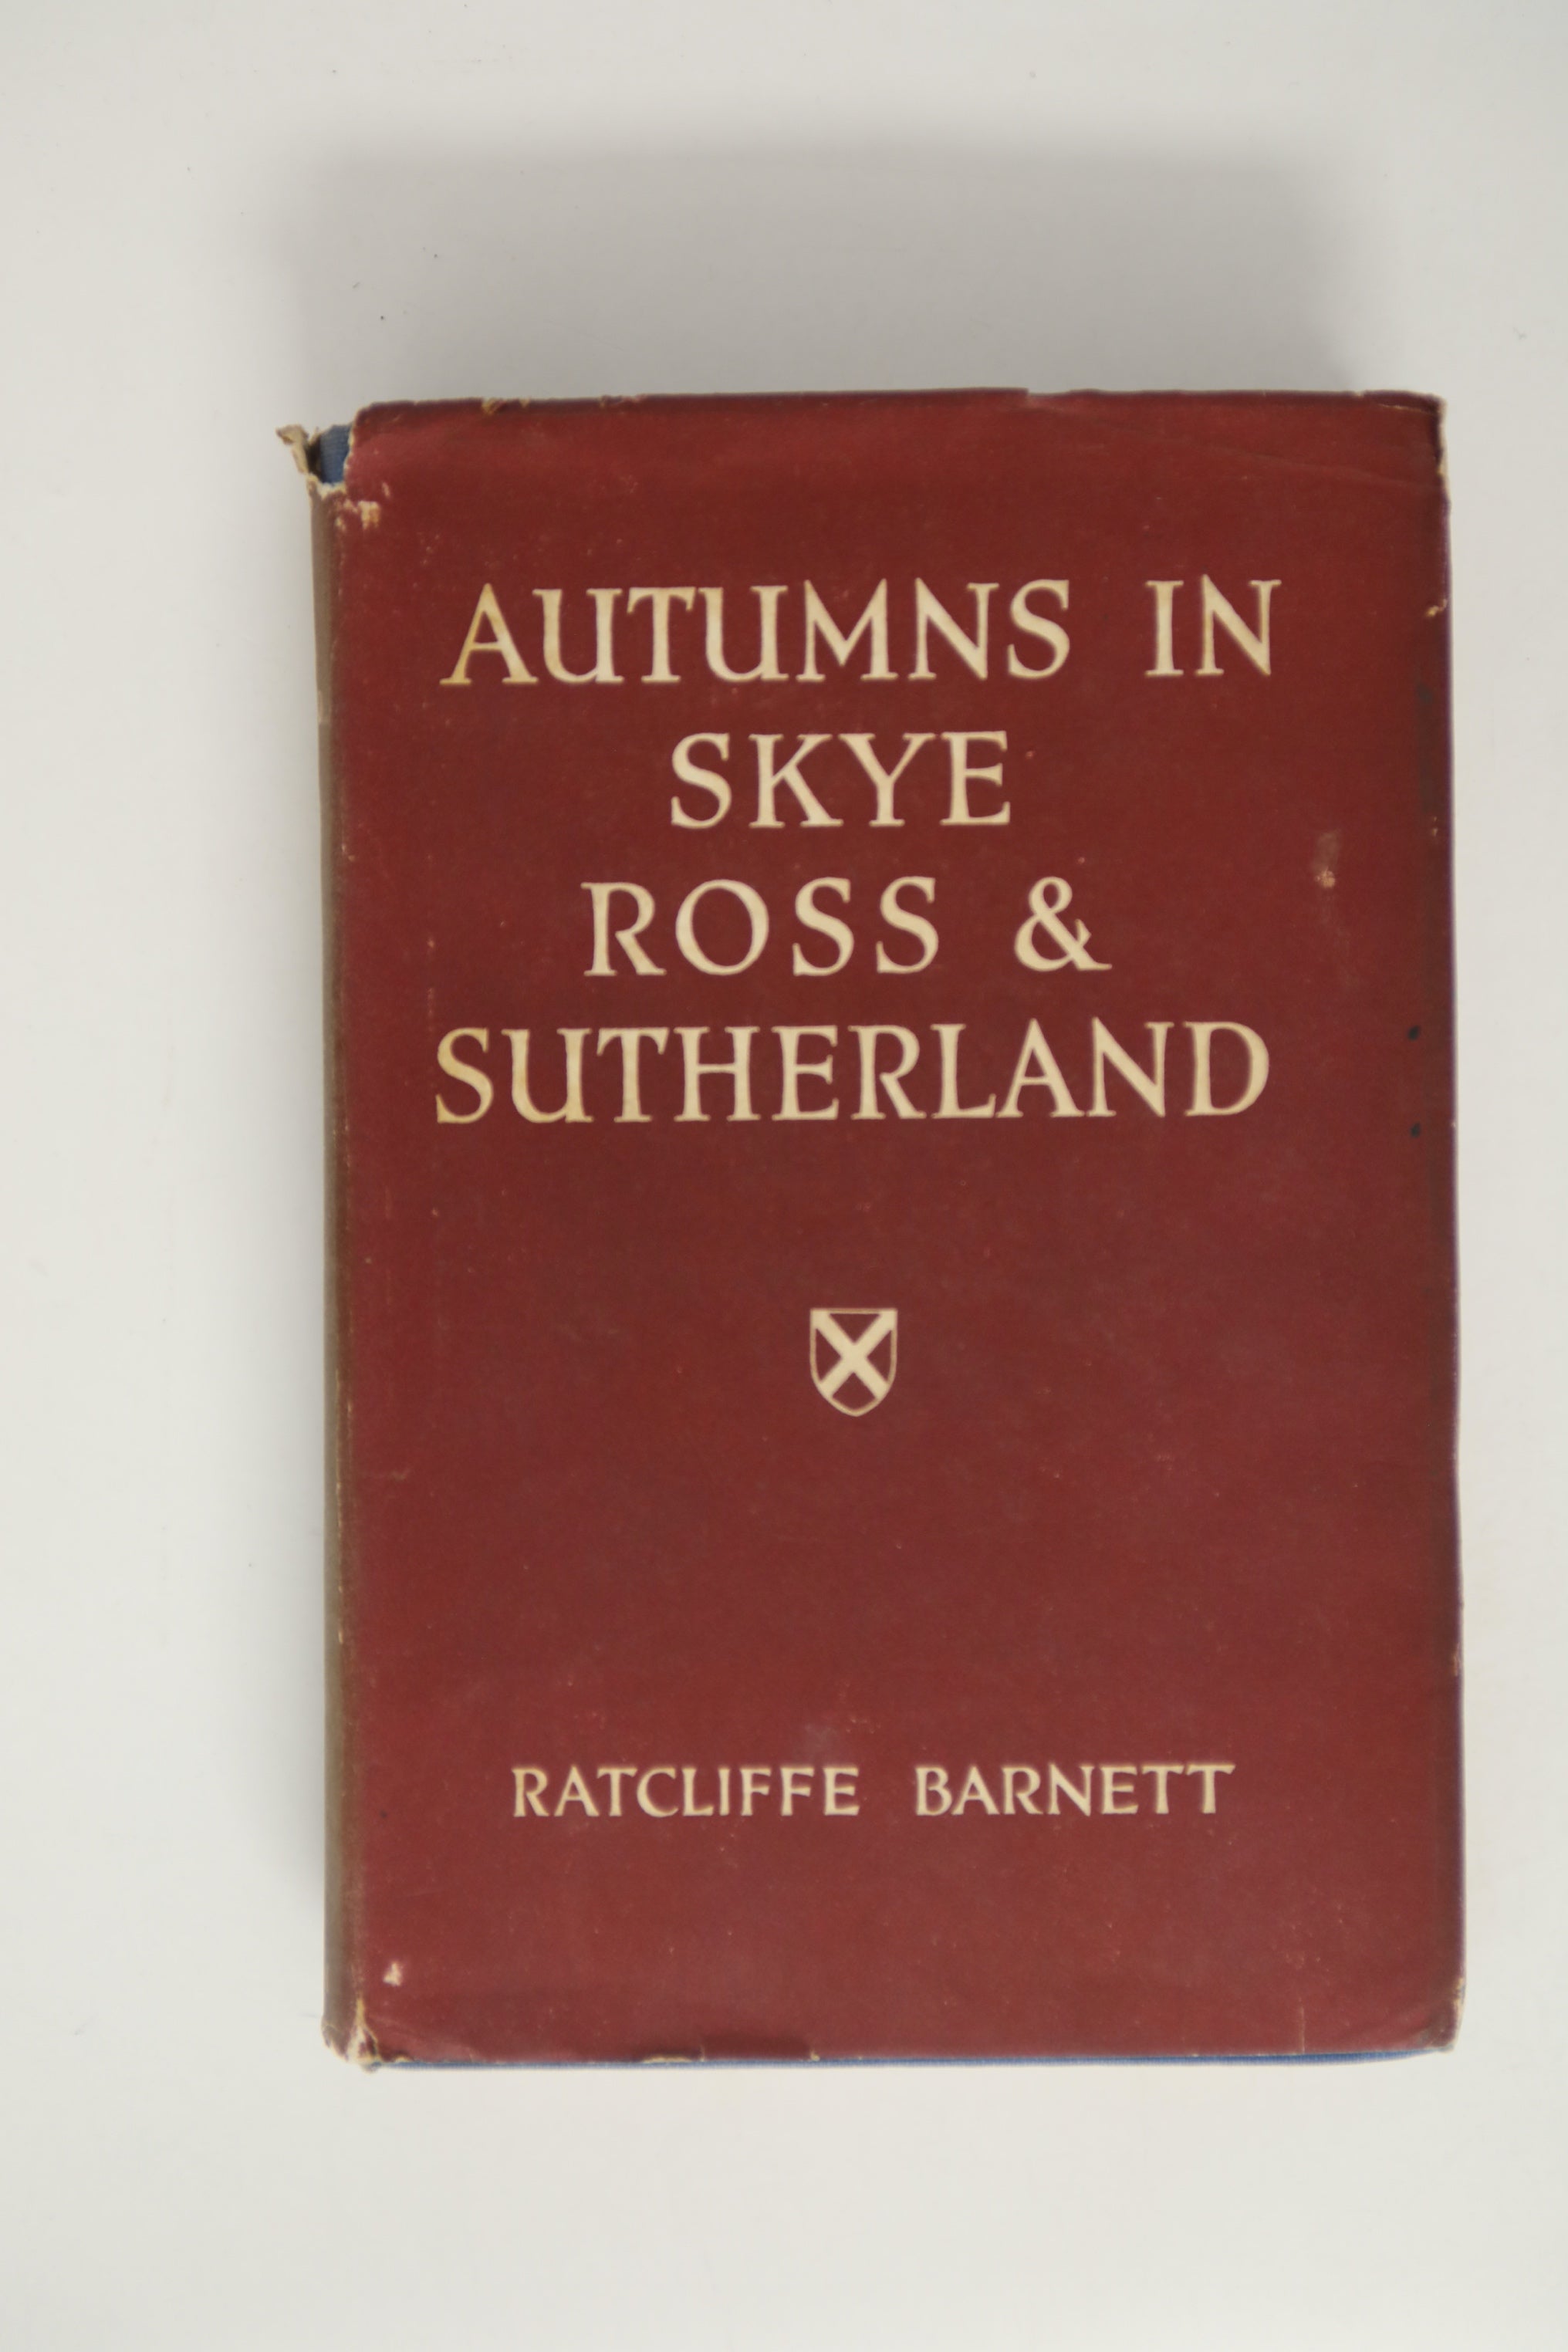 AUTUMNS IN
SKYE
ROSS &
SUTHERLAND
RATCLIFFE BARNETT